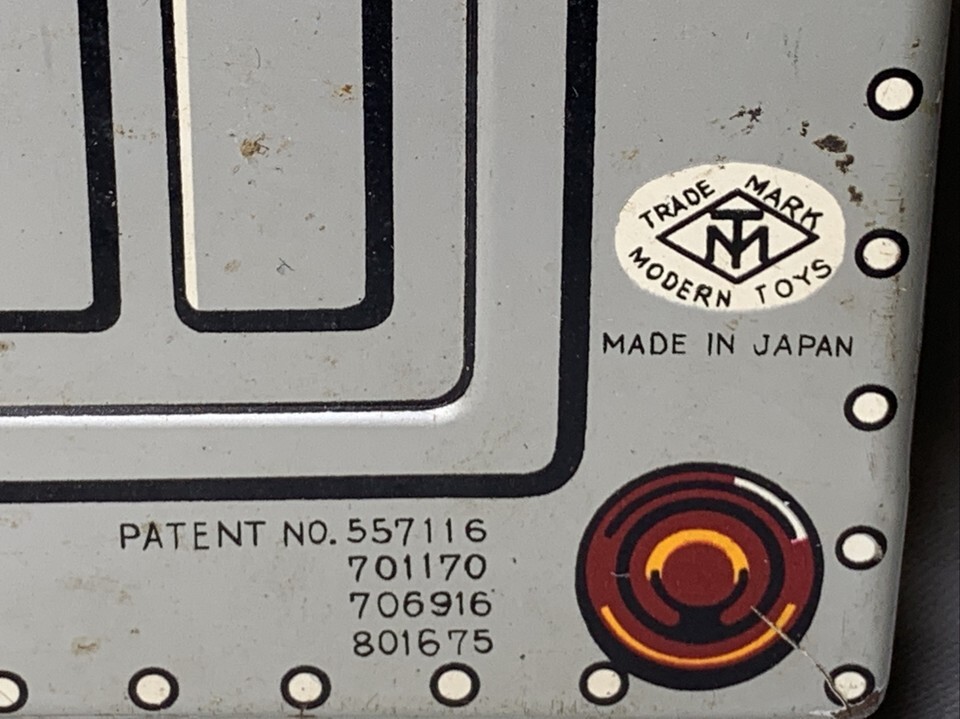 TRADE MARK
TM
MODERN TOYS
MADE IN JAPAN
PATENT NO. 557116
701170
706916
801675